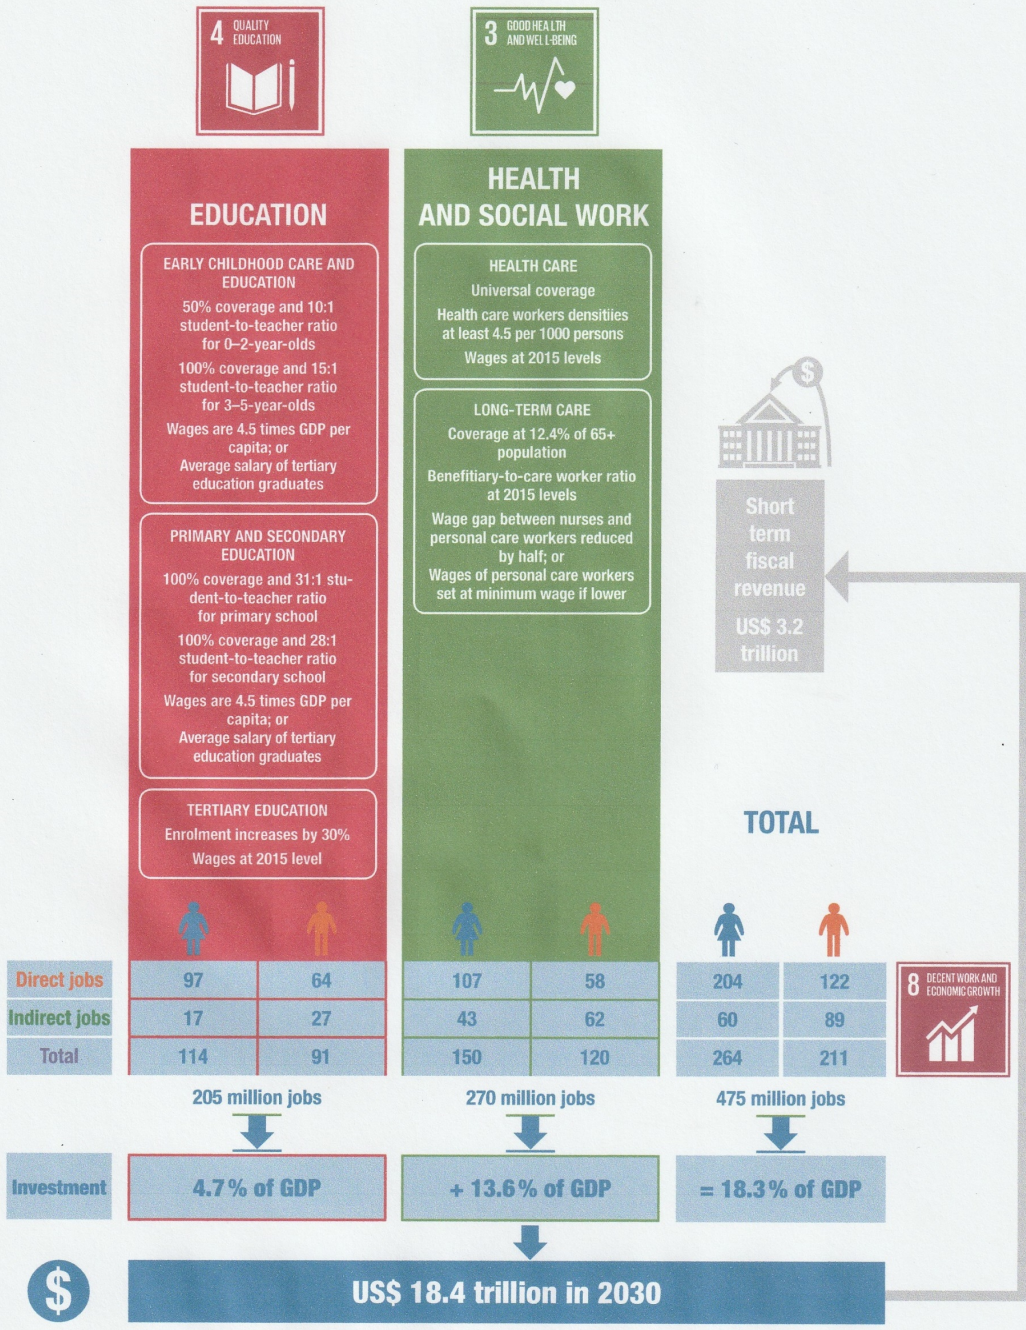 4 QUALITY
EDUCATION
3 GOOD HEALTH
AND WELL-BEING
EDUCATION
EARLY CHILDHOOD CARE AND
EDUCATION
50% coverage and 10:1
student-to-teacher ratio
for 0–2-year-olds
100% coverage and 15:1
student-to-teacher ratio
for 3–5-year-olds
Wages are 4.5 times GDP per
capita; or
Average salary of tertiary
education graduates
PRIMARY AND SECONDARY
EDUCATION
100% coverage and 31:1 stu-
dent-to-teacher ratio
for primary school
100% coverage and 28:1
student-to-teacher ratio
for secondary school
Wages are 4.5 times GDP per
capita; or
Average salary of tertiary
education graduates
TERTIARY EDUCATION
Enrolment increases by 30%
Wages at 2015 level
HEALTH
AND SOCIAL WORK
HEALTH CARE
Universal coverage
Health care workers densitiies
at least 4.5 per 1000 persons
Wages at 2015 levels
LONG-TERM CARE
Coverage at 12.4% of 65+
population
Benefitiary-to-care worker ratio
at 2015 levels
Wage gap between nurses and
personal care workers reduced
by half; or
Wages of personal care workers
set at minimum wage if lower
$
Short
term
fiscal
revenue
US$ 3.2
trillion
TOTAL
Direct jobs 97 64 107 58 204 122
Indirect jobs 17 27 43 62 60 89
Total 114 91 150 120 264 211
8 DECENT WORK AND
ECONOMIC GROWTH
205 million jobs 270 million jobs 475 million jobs
Investment 4.7% of GDP + 13.6% of GDP = 18.3% of GDP
$ US$ 18.4 trillion in 2030